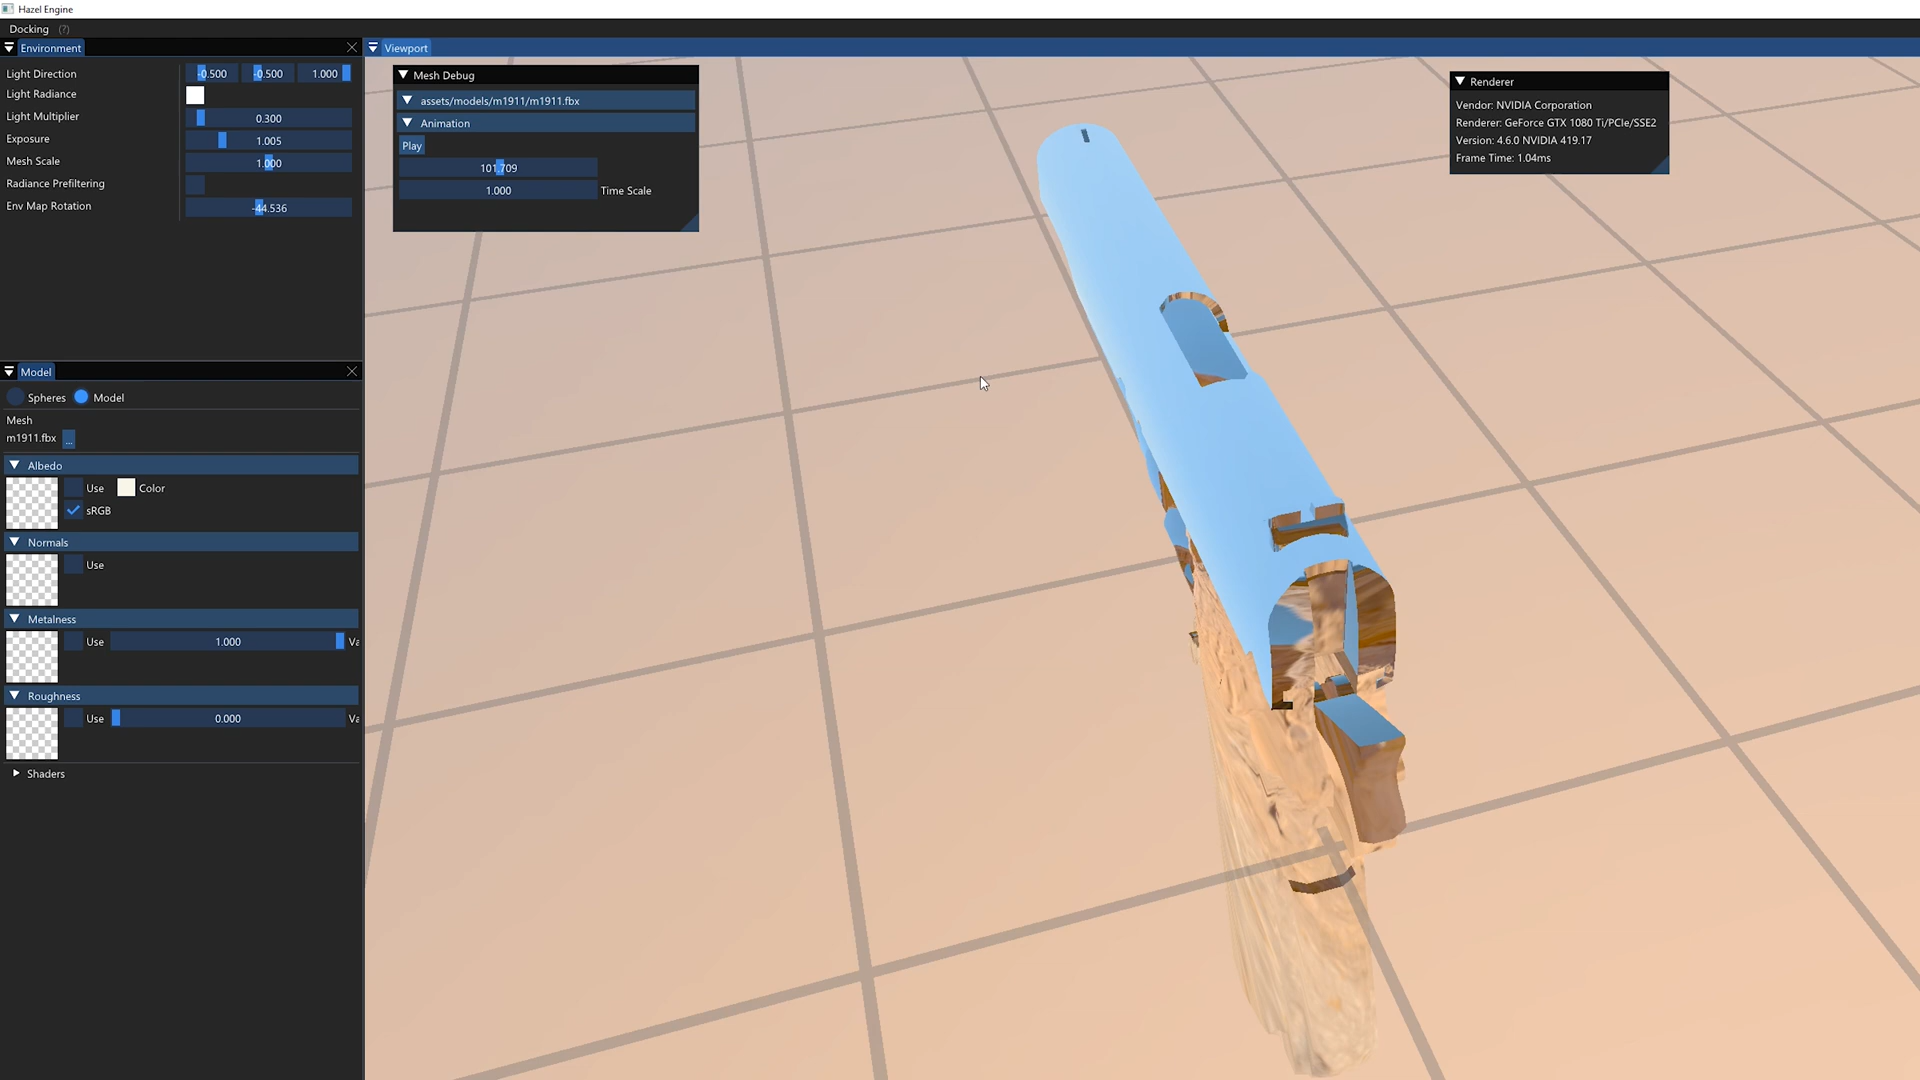 Hazel Engine
Docking (?)
Environment
Light Direction -0.500 -0.500 1.000
Light Radiance
Light Multiplier 0.300
Exposure 1.005
Mesh Scale 1.000
Radiance Prefiltering
Env Map Rotation -44.536
Model
Spheres Model
Mesh
m1911.fbx ...
Albedo
Use Color
sRGB
Normals
Use
Metalness
Use 1.000 Va
Roughness
Use 0.000 Va
Shaders
Viewport
Mesh Debug
assets/models/m1911/m1911.fbx
Animation
Play
101.709
1.000 Time Scale
Renderer
Vendor: NVIDIA Corporation
Renderer: GeForce GTX 1080 Ti/PCIe/SSE2
Version: 4.6.0 NVIDIA 419.17
Frame Time: 1.04ms